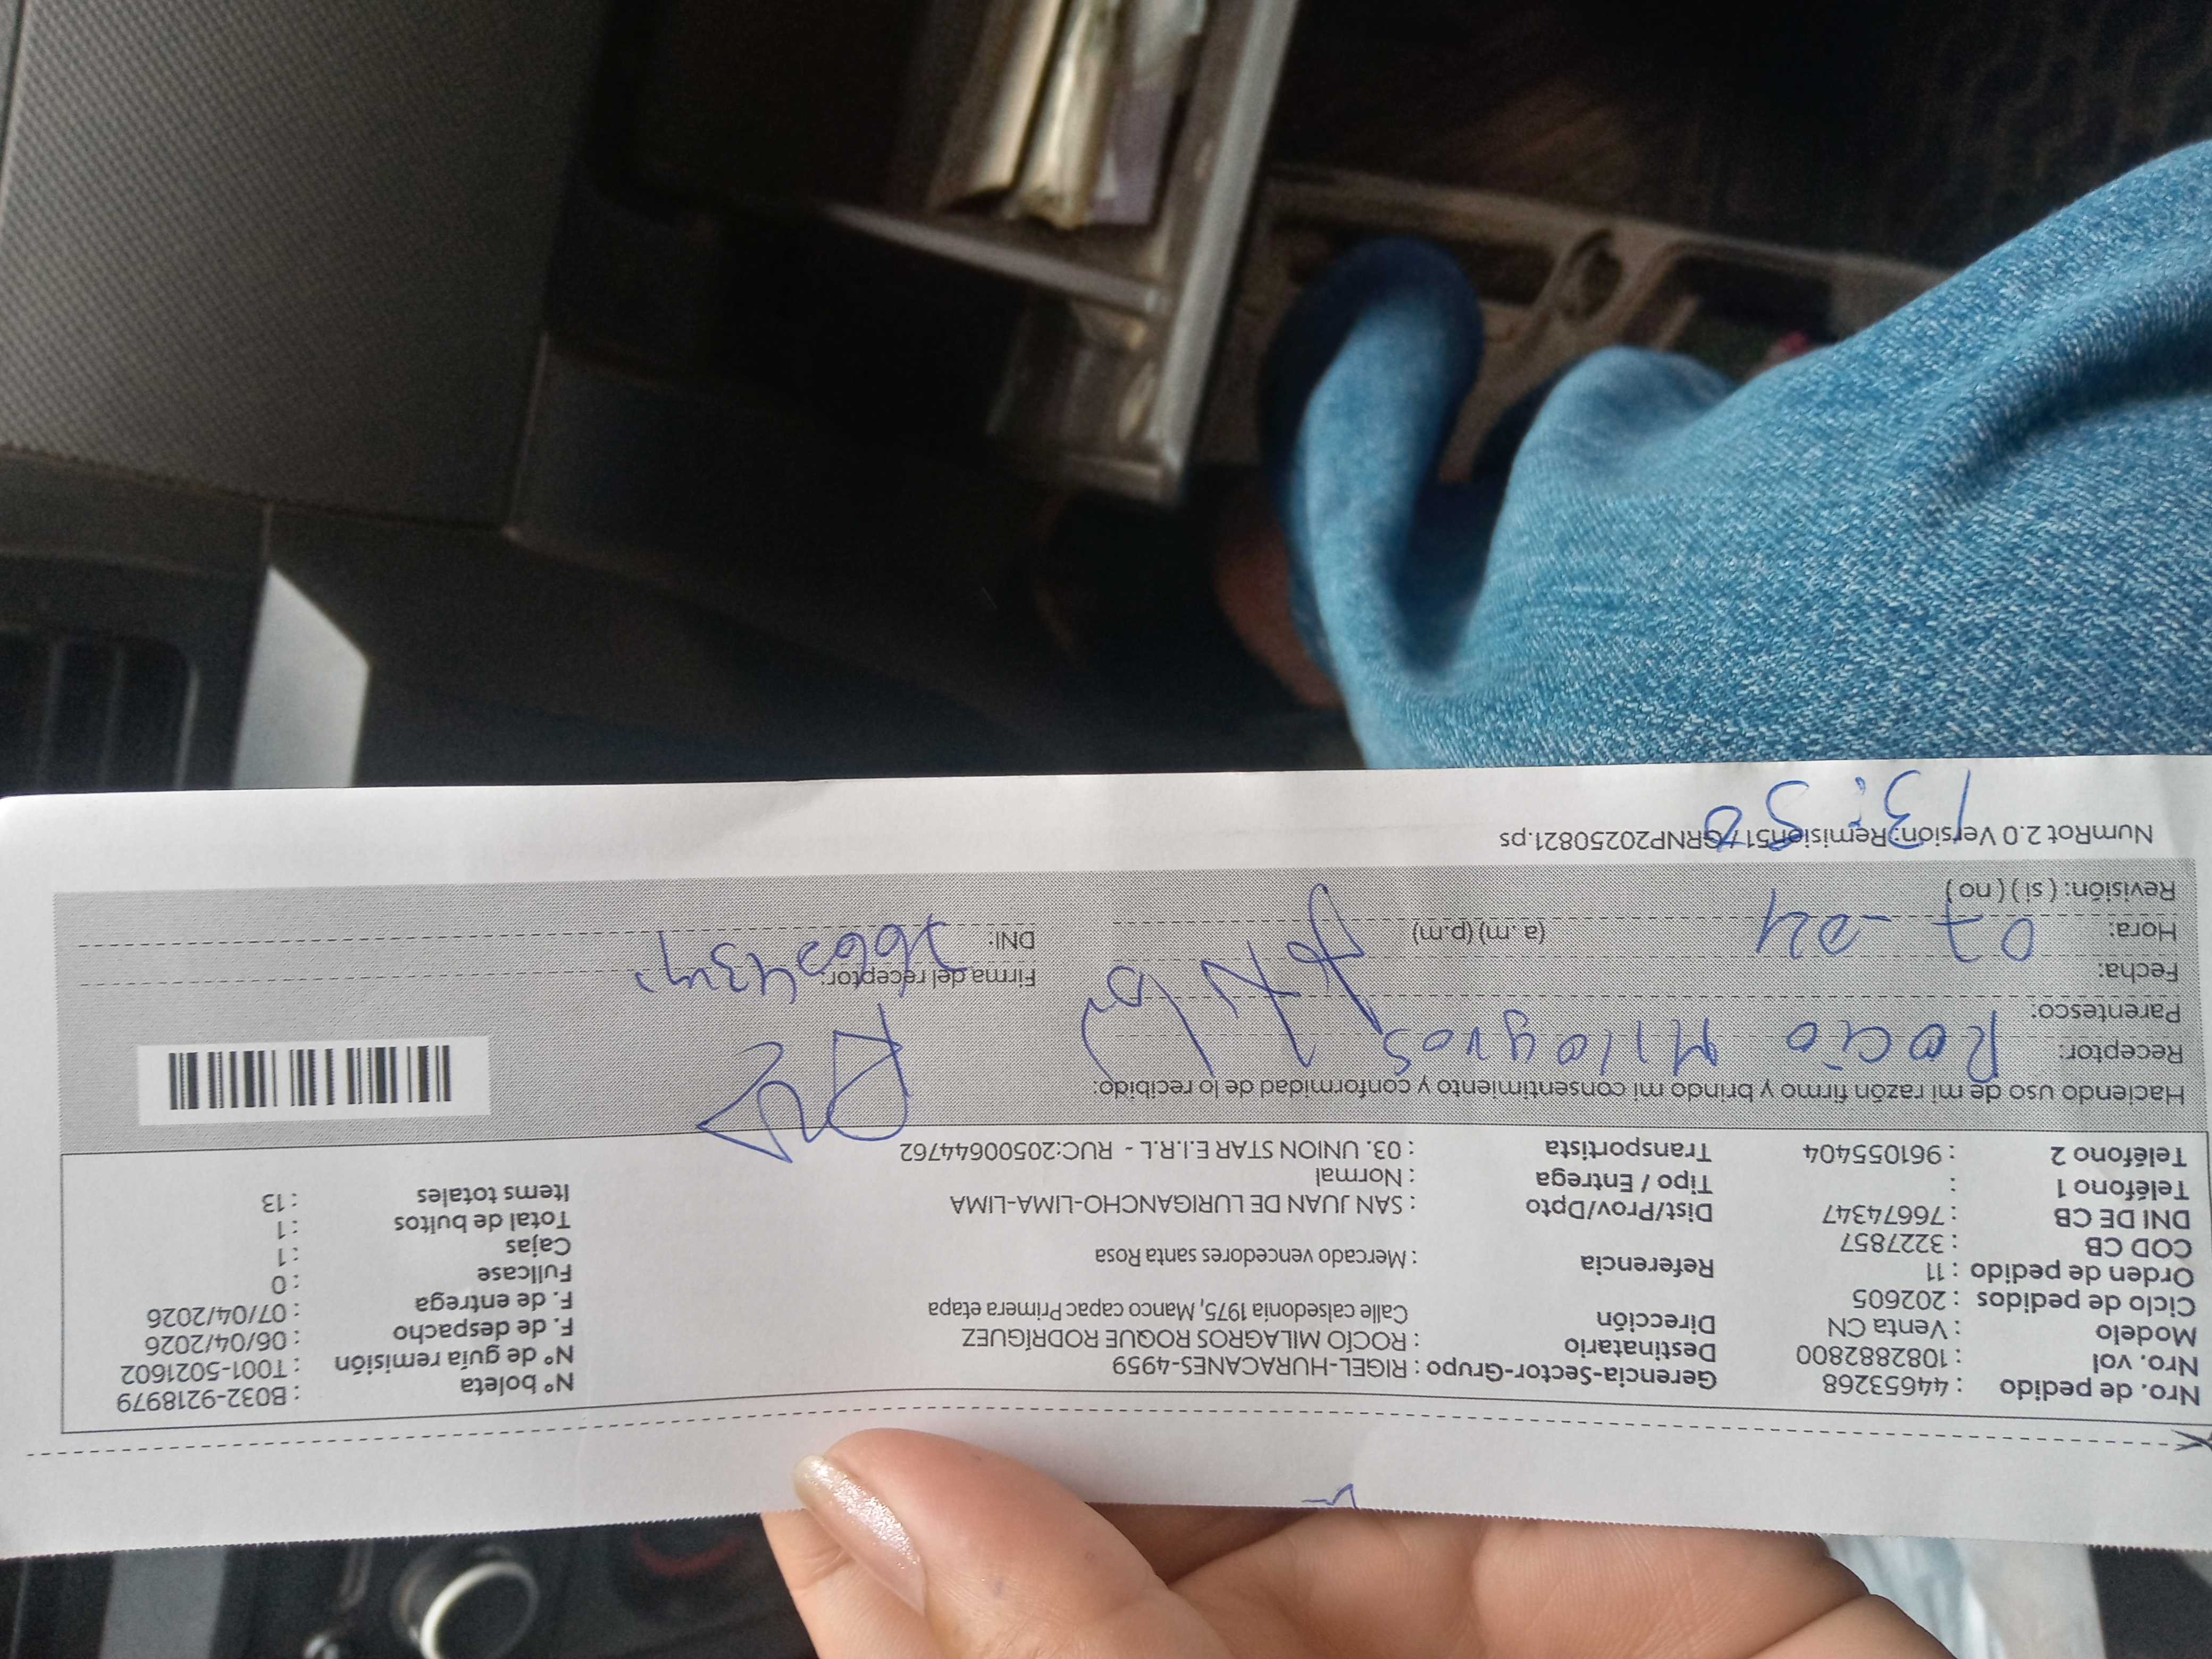 Nro. de pedido : 44653268
Nro. vol : 1082882800
Modelo : Venta CN
Ciclo de pedidos : 202605
Orden de pedido : 11
COD CB : 3227857
DNI DE CB : 76674347
Teléfono 1 :
Teléfono 2 : 961055404
Gerencia-Sector-Grupo : RIGEL-HURACANES-4959
Destinatario : ROCÍO MILAGROS ROQUE RODRÍGUEZ
Dirección Calle calsedonia 1975, Manco capac Primera etapa
Referencia : Mercado vencedores santa Rosa
Dist/Prov/Dpto : SAN JUAN DE LURIGANCHO-LIMA-LIMA
Tipo / Entrega : Normal
Transportista : 03. UNION STAR E.I.R.L - RUC:20500644762
N° boleta : B032-9218979
N° de guía remisión : T001-5021602
F. de despacho : 06/04/2026
F. de entrega : 07/04/2026
Fullcase : 0
Cajas : 1
Total de bultos : 1
Items totales : 13
Haciendo uso de mi razón firmo y brindo mi consentimiento y conformidad de lo recibido:
Receptor: Rocio Milagros
Parentesco:
Fecha: 07-04
Hora: (a. m) (p.m)
Revisión: ( si ) ( no )
Firma del receptor:
DNI:
NumRot 2.0 Versión:Remision517GRNP20250821.ps
13:50